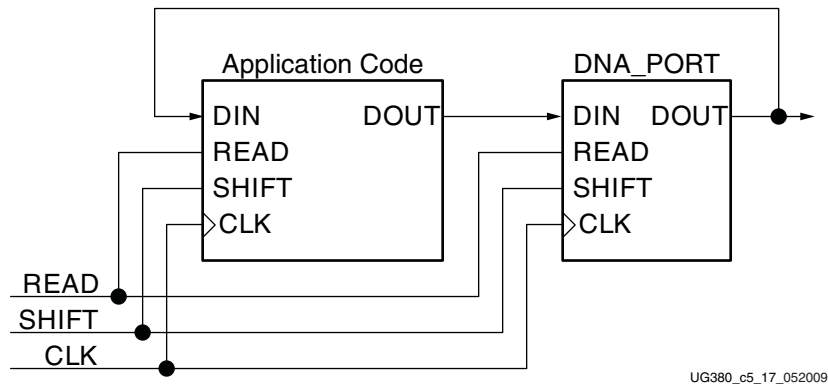 Application Code
DNA_PORT
DIN DOUT
READ
SHIFT
CLK
DIN DOUT
READ
SHIFT
CLK
READ
SHIFT
CLK
UG380_c5_17_052009